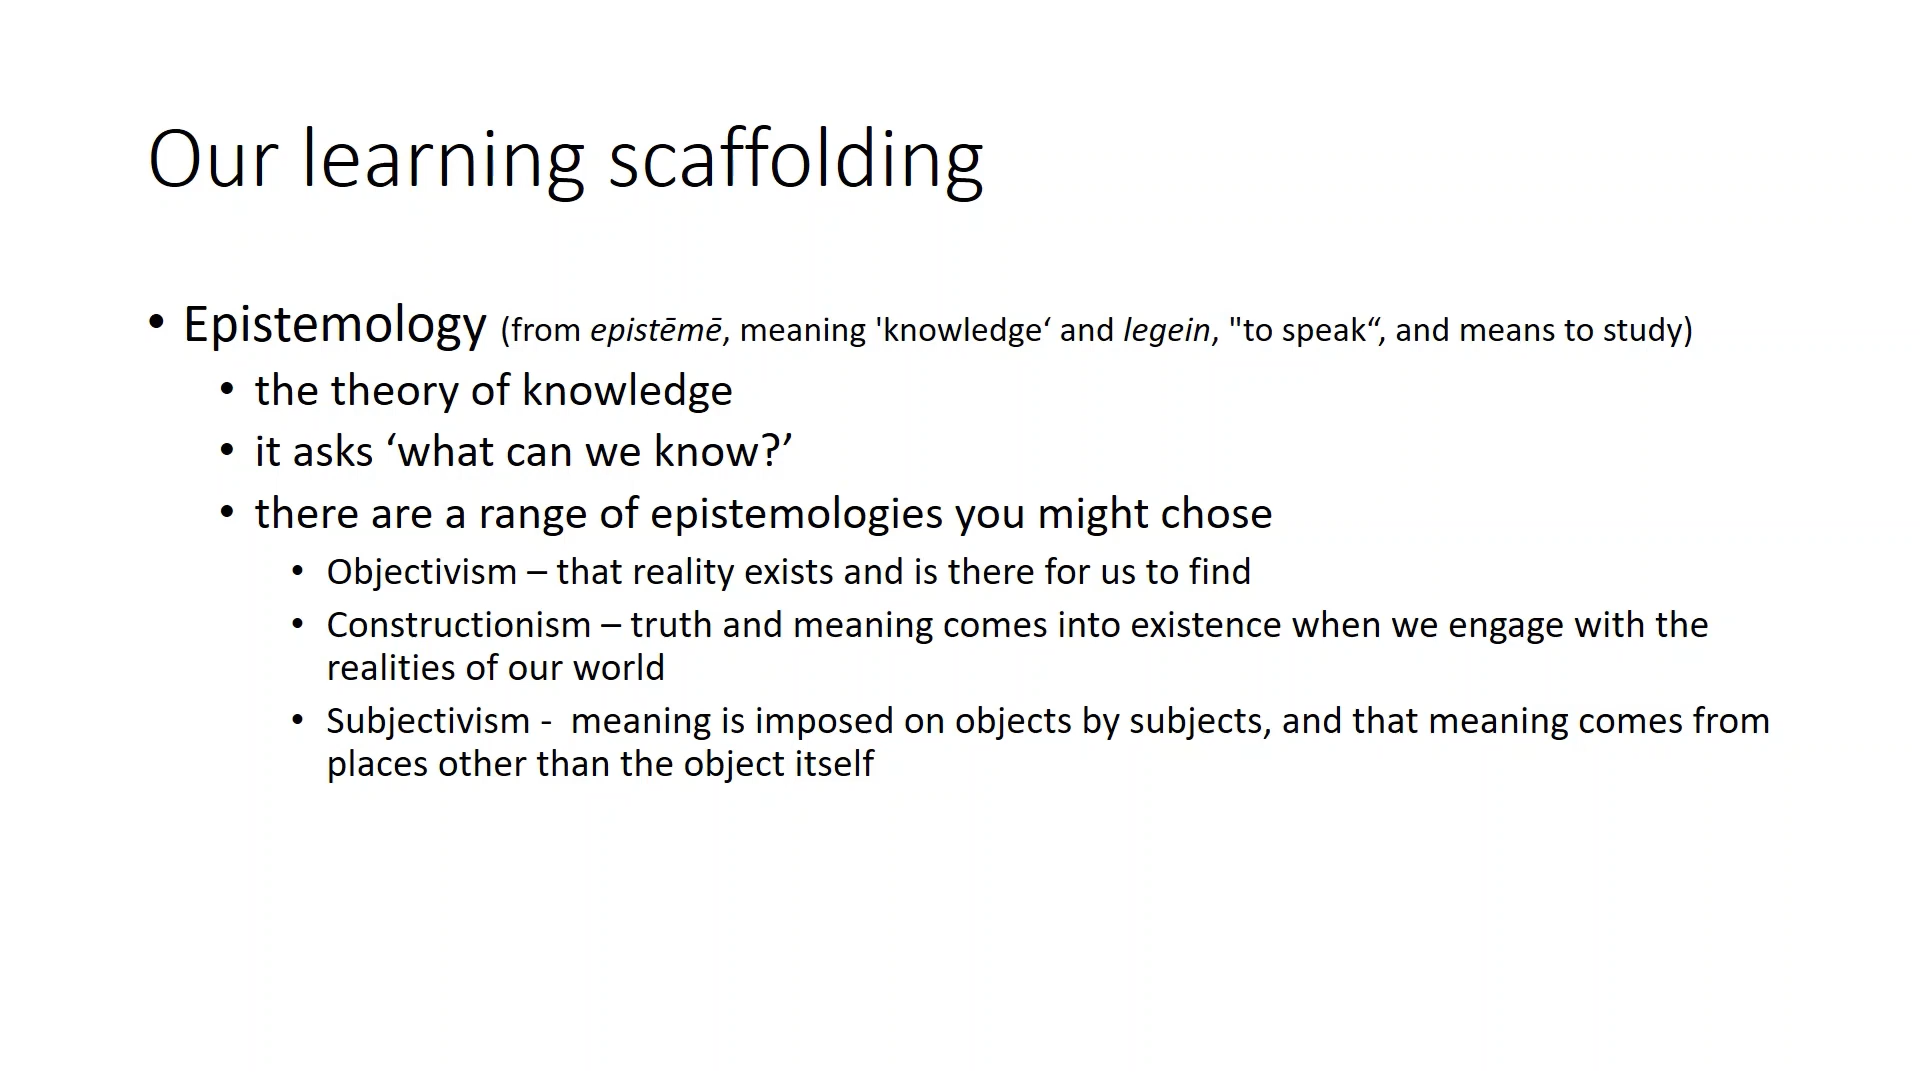 Our learning scaffolding
• Epistemology (from epistēmē, meaning 'knowledge‘ and legein, "to speak“, and means to study)
• the theory of knowledge
• it asks ‘what can we know?’
• there are a range of epistemologies you might chose
• Objectivism – that reality exists and is there for us to find
• Constructionism – truth and meaning comes into existence when we engage with the
realities of our world
• Subjectivism -  meaning is imposed on objects by subjects, and that meaning comes from
places other than the object itself